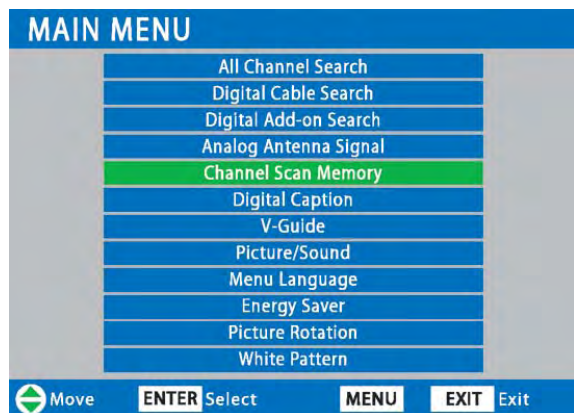 MAIN MENU
All Channel Search
Digital Cable Search
Digital Add-on Search
Analog Antenna Signal
Channel Scan Memory
Digital Caption
V-Guide
Picture/Sound
Menu Language
Energy Saver
Picture Rotation
White Pattern
Move ENTER Select MENU EXIT Exit